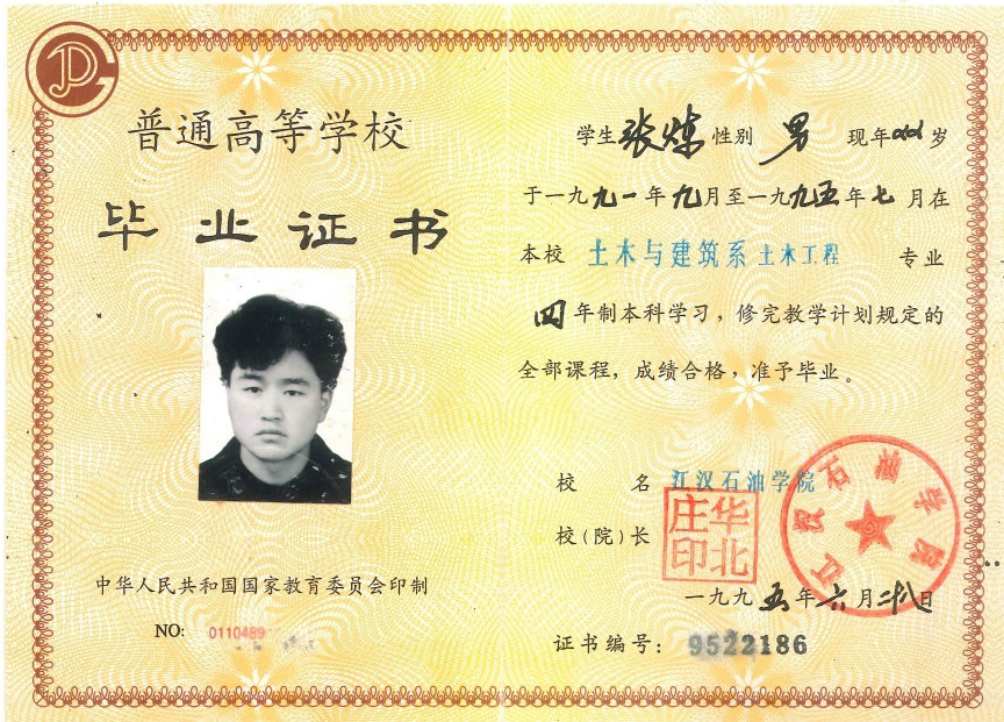 普通高等学校
毕业证书
中华人民共和国国家教育委员会印制
NO: 0110489
学生张炼性别 男 现年 岁
于一九九一年九月至一九九五年七月在
本校 土木与建筑系 土木工程 专业
四年制本科学习，修完教学计划规定的
全部课程，成绩合格，准予毕业。
校 名 江汉石油学院
校(院)长 庄华印北
江汉石油学院
一九九五年六月二十八日
证书编号: 9522186